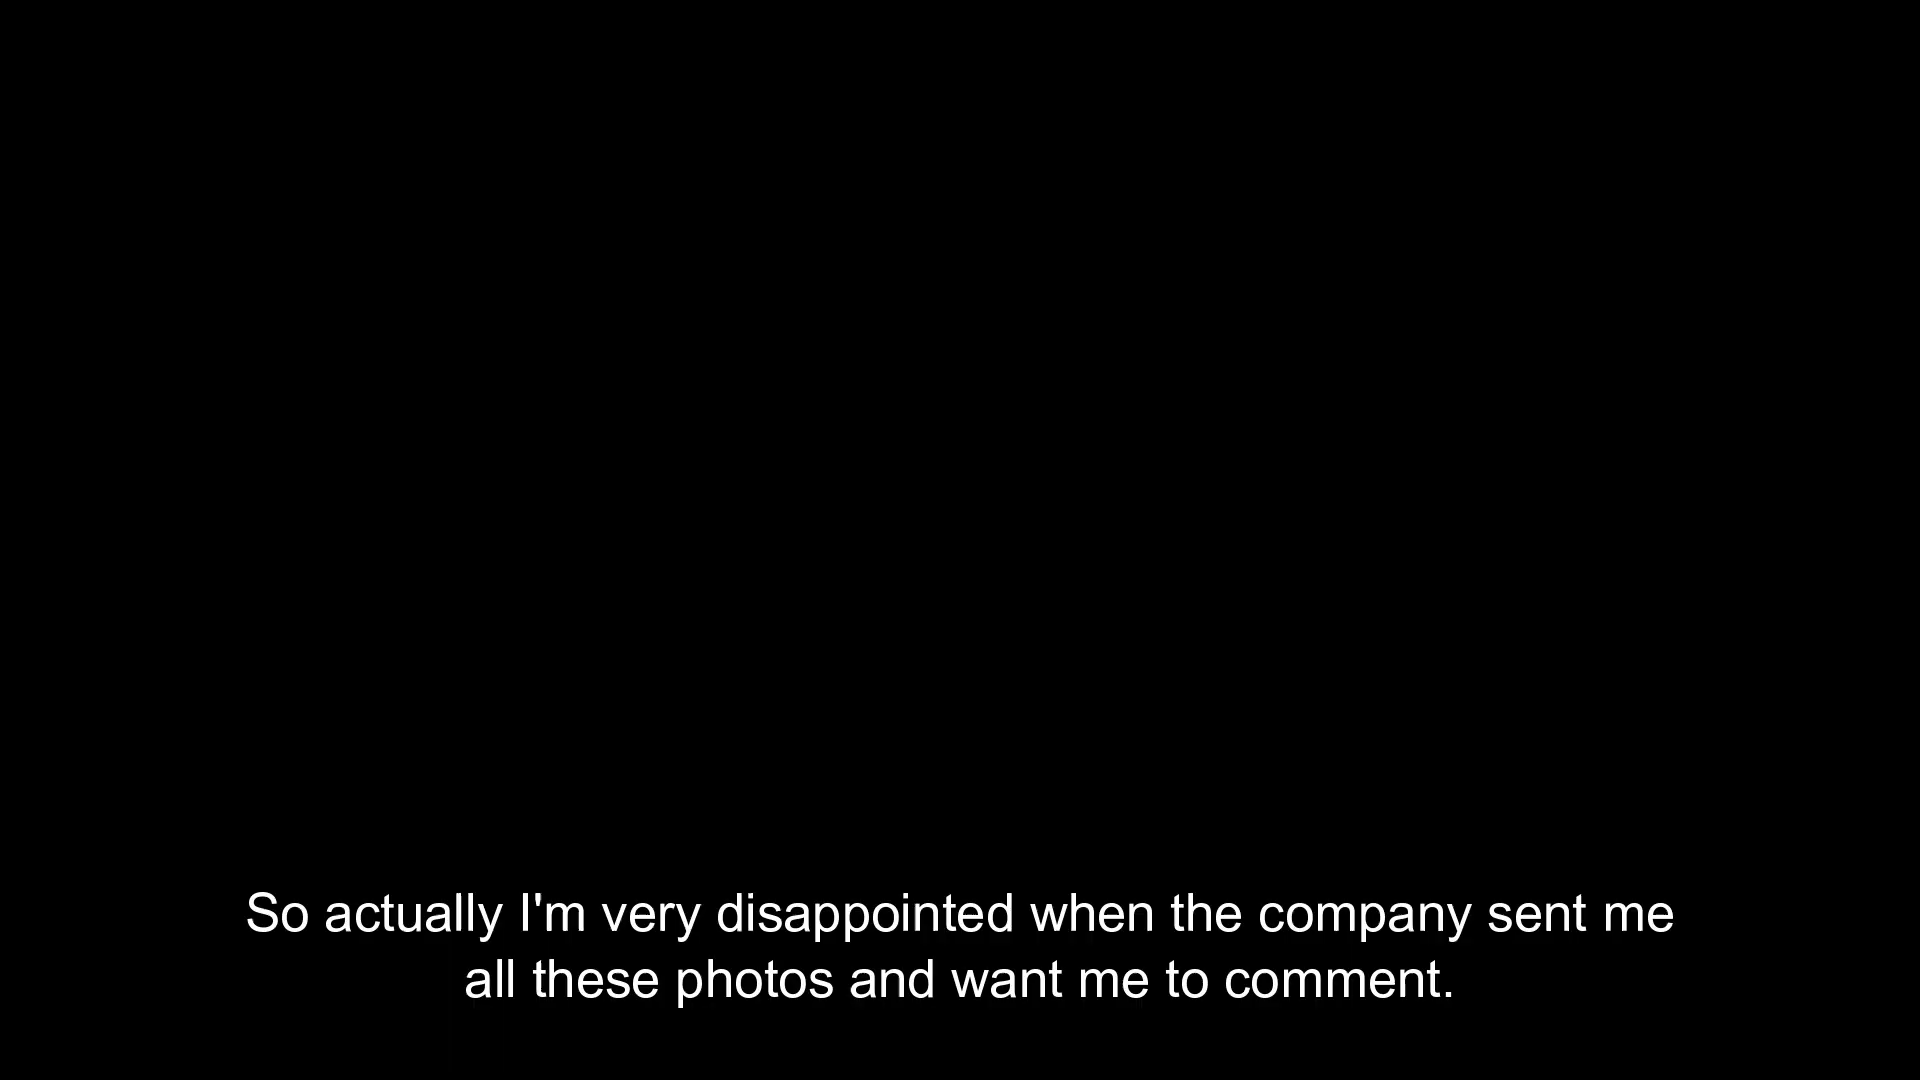 So actually I'm very disappointed when the company sent me
all these photos and want me to comment.